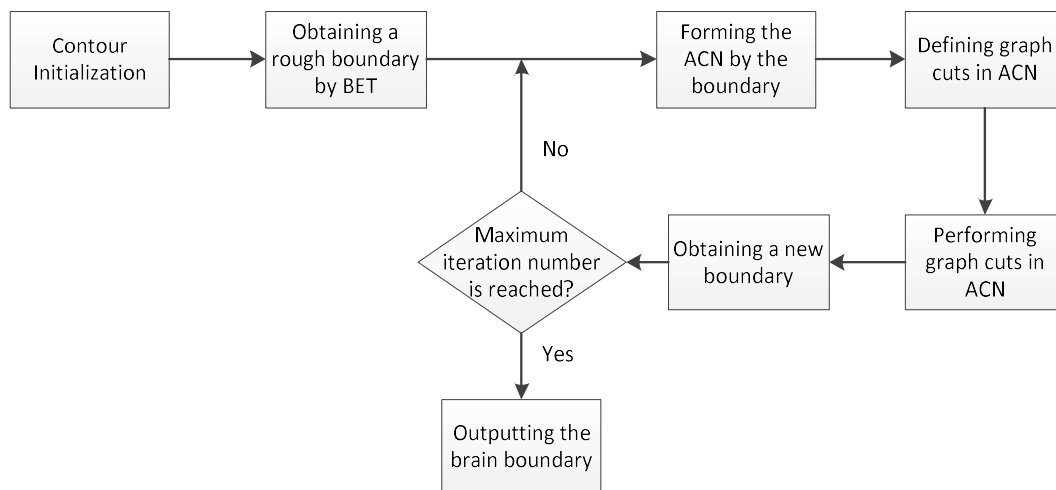 Contour
Initialization
Obtaining a
rough boundary
by BET
Forming the
ACN by the
boundary
Defining graph
cuts in ACN
No
Maximum
iteration number
is reached?
Obtaining a new
boundary
Performing
graph cuts in
ACN
Yes
Outputting the
brain boundary